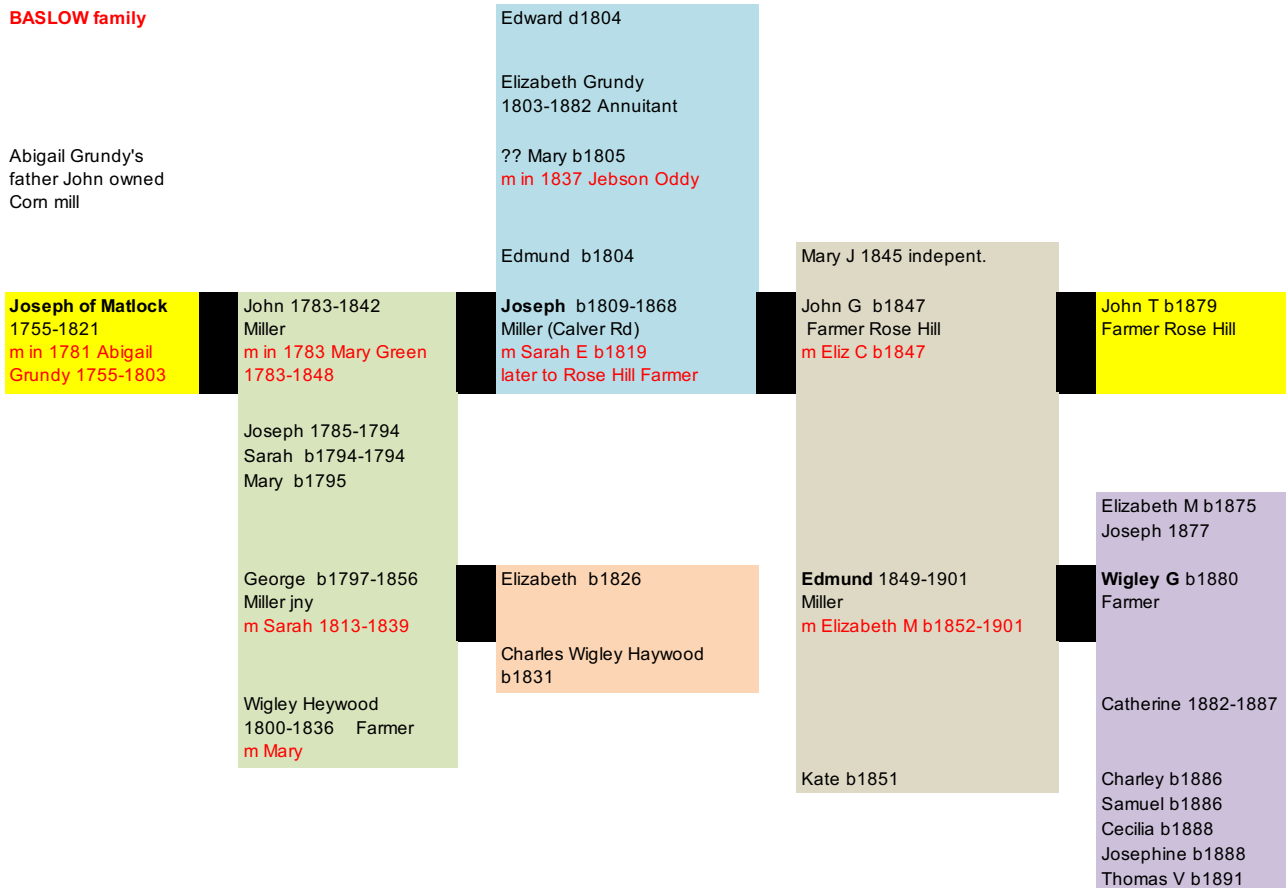 BASLOW family
Abigail Grundy's
father John owned
Corn mill
Joseph of Matlock
1755-1821
m in 1781 Abigail
Grundy 1755-1803
John 1783-1842
Miller
m in 1783 Mary Green
1783-1848
Joseph 1785-1794
Sarah b1794-1794
Mary b1795
George b1797-1856
Miller jny
m Sarah 1813-1839
Wigley Heywood
1800-1836 Farmer
m Mary
Edward d1804
Elizabeth Grundy
1803-1882 Annuitant
?? Mary b1805
m in 1837 Jebson Oddy
Edmund b1804
Joseph b1809-1868
Miller (Calver Rd)
m Sarah E b1819
later to Rose Hill Farmer
Elizabeth b1826
Charles Wigley Haywood
b1831
Mary J 1845 indepent.
John G b1847
Farmer Rose Hill
m Eliz C b1847
Edmund 1849-1901
Miller
m Elizabeth M b1852-1901
Kate b1851
John T b1879
Farmer Rose Hill
Elizabeth M b1875
Joseph 1877
Wigley G b1880
Farmer
Catherine 1882-1887
Charley b1886
Samuel b1886
Cecilia b1888
Josephine b1888
Thomas V b1891